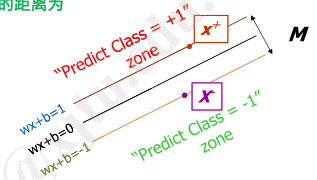 的距离为
"Predict Class = +1"
zone
x⁺
M
wx+b=1
wx+b=0
wx+b=-1
x⁻
"Predict Class = -1"
zone